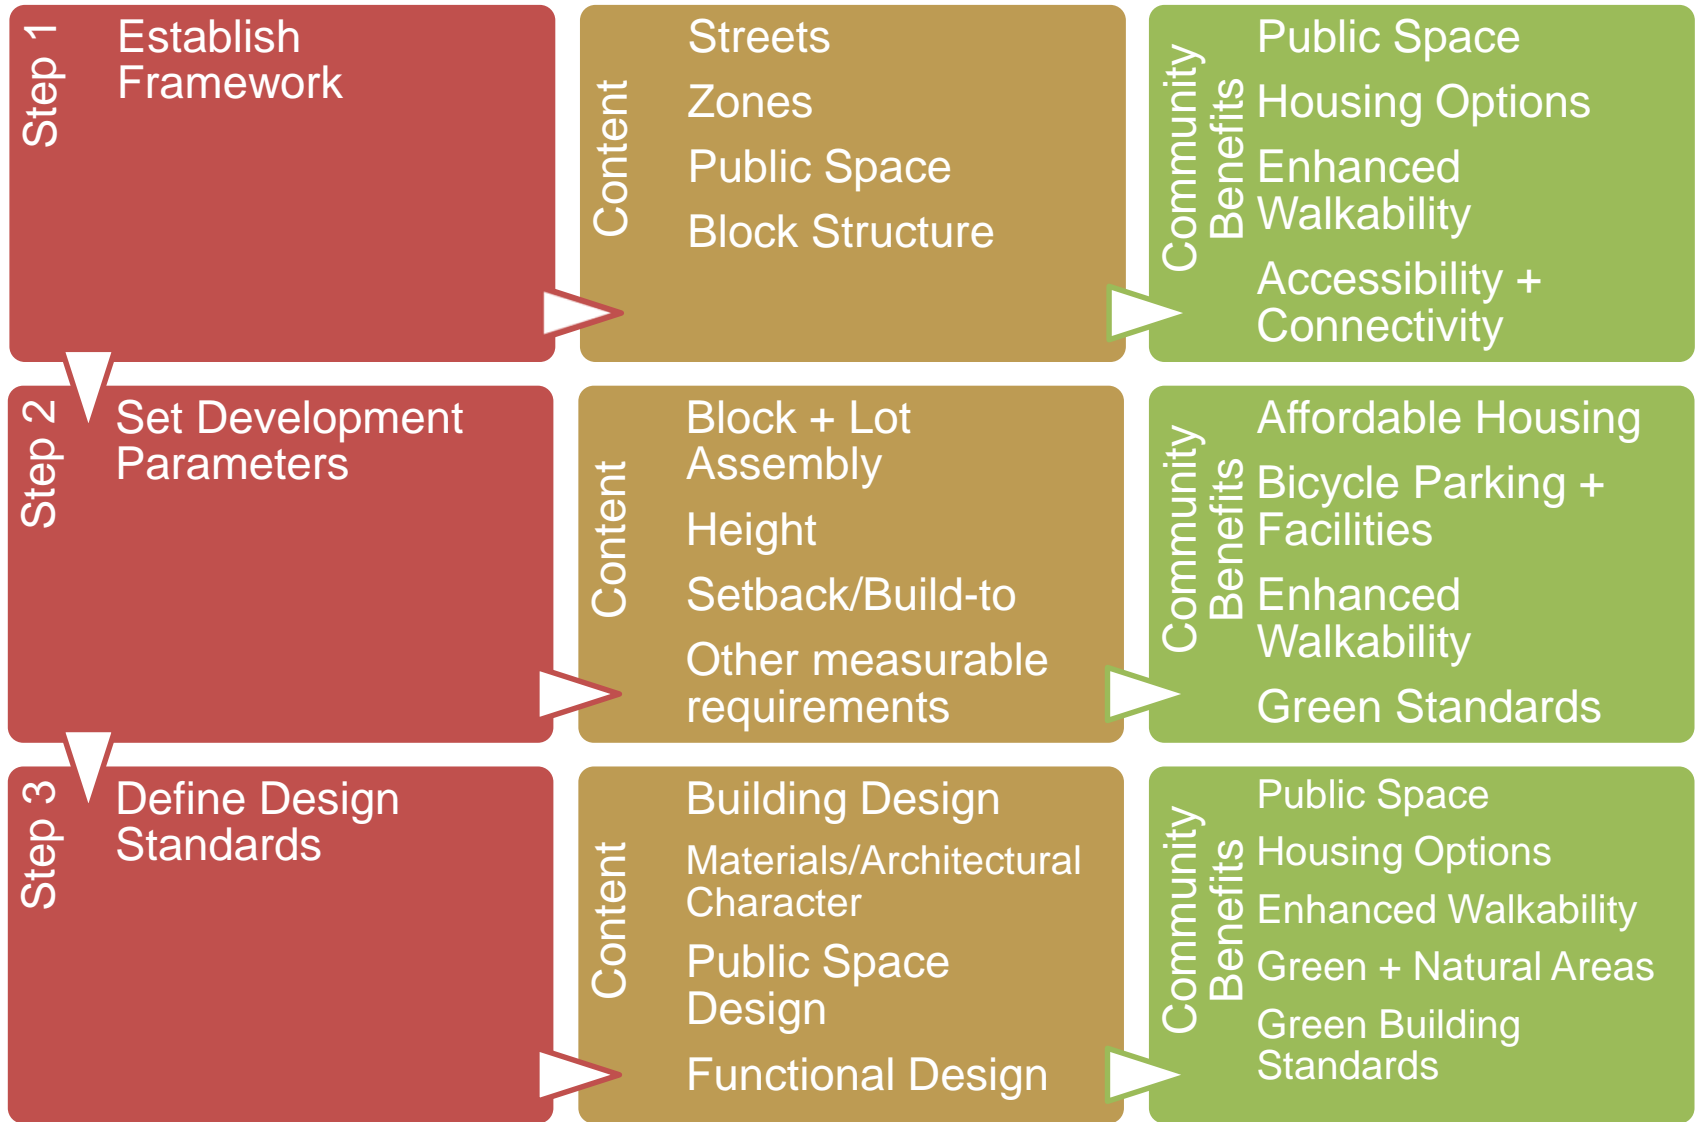 Step 1
Establish
Framework
Content
Streets
Zones
Public Space
Block Structure
Community
Benefits
Public Space
Housing Options
Enhanced
Walkability
Accessibility +
Connectivity
Step 2
Set Development
Parameters
Content
Block + Lot
Assembly
Height
Setback/Build-to
Other measurable
requirements
Community
Benefits
Affordable Housing
Bicycle Parking +
Facilities
Enhanced
Walkability
Green Standards
Step 3
Define Design
Standards
Content
Building Design
Materials/Architectural
Character
Public Space
Design
Functional Design
Community
Benefits
Public Space
Housing Options
Enhanced Walkability
Green + Natural Areas
Green Building
Standards